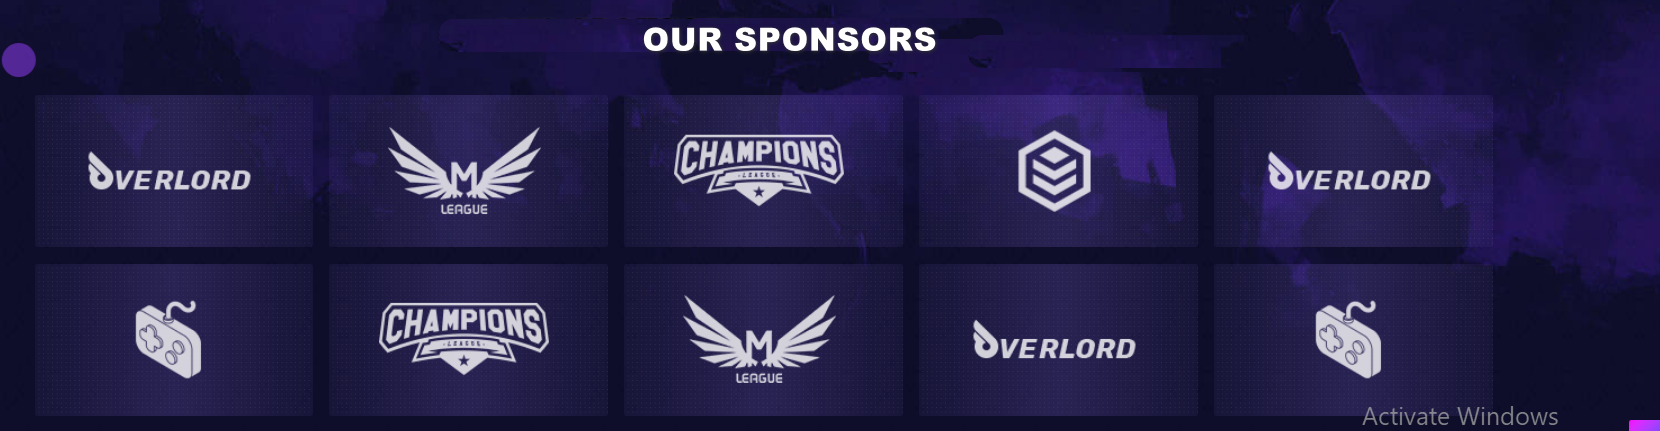 OUR SPONSORS
OVERLORD
M
LEAGUE
CHAMPIONS
LEAGUE
OVERLORD
CHAMPIONS
LEAGUE
M
LEAGUE
OVERLORD
Activate Windows